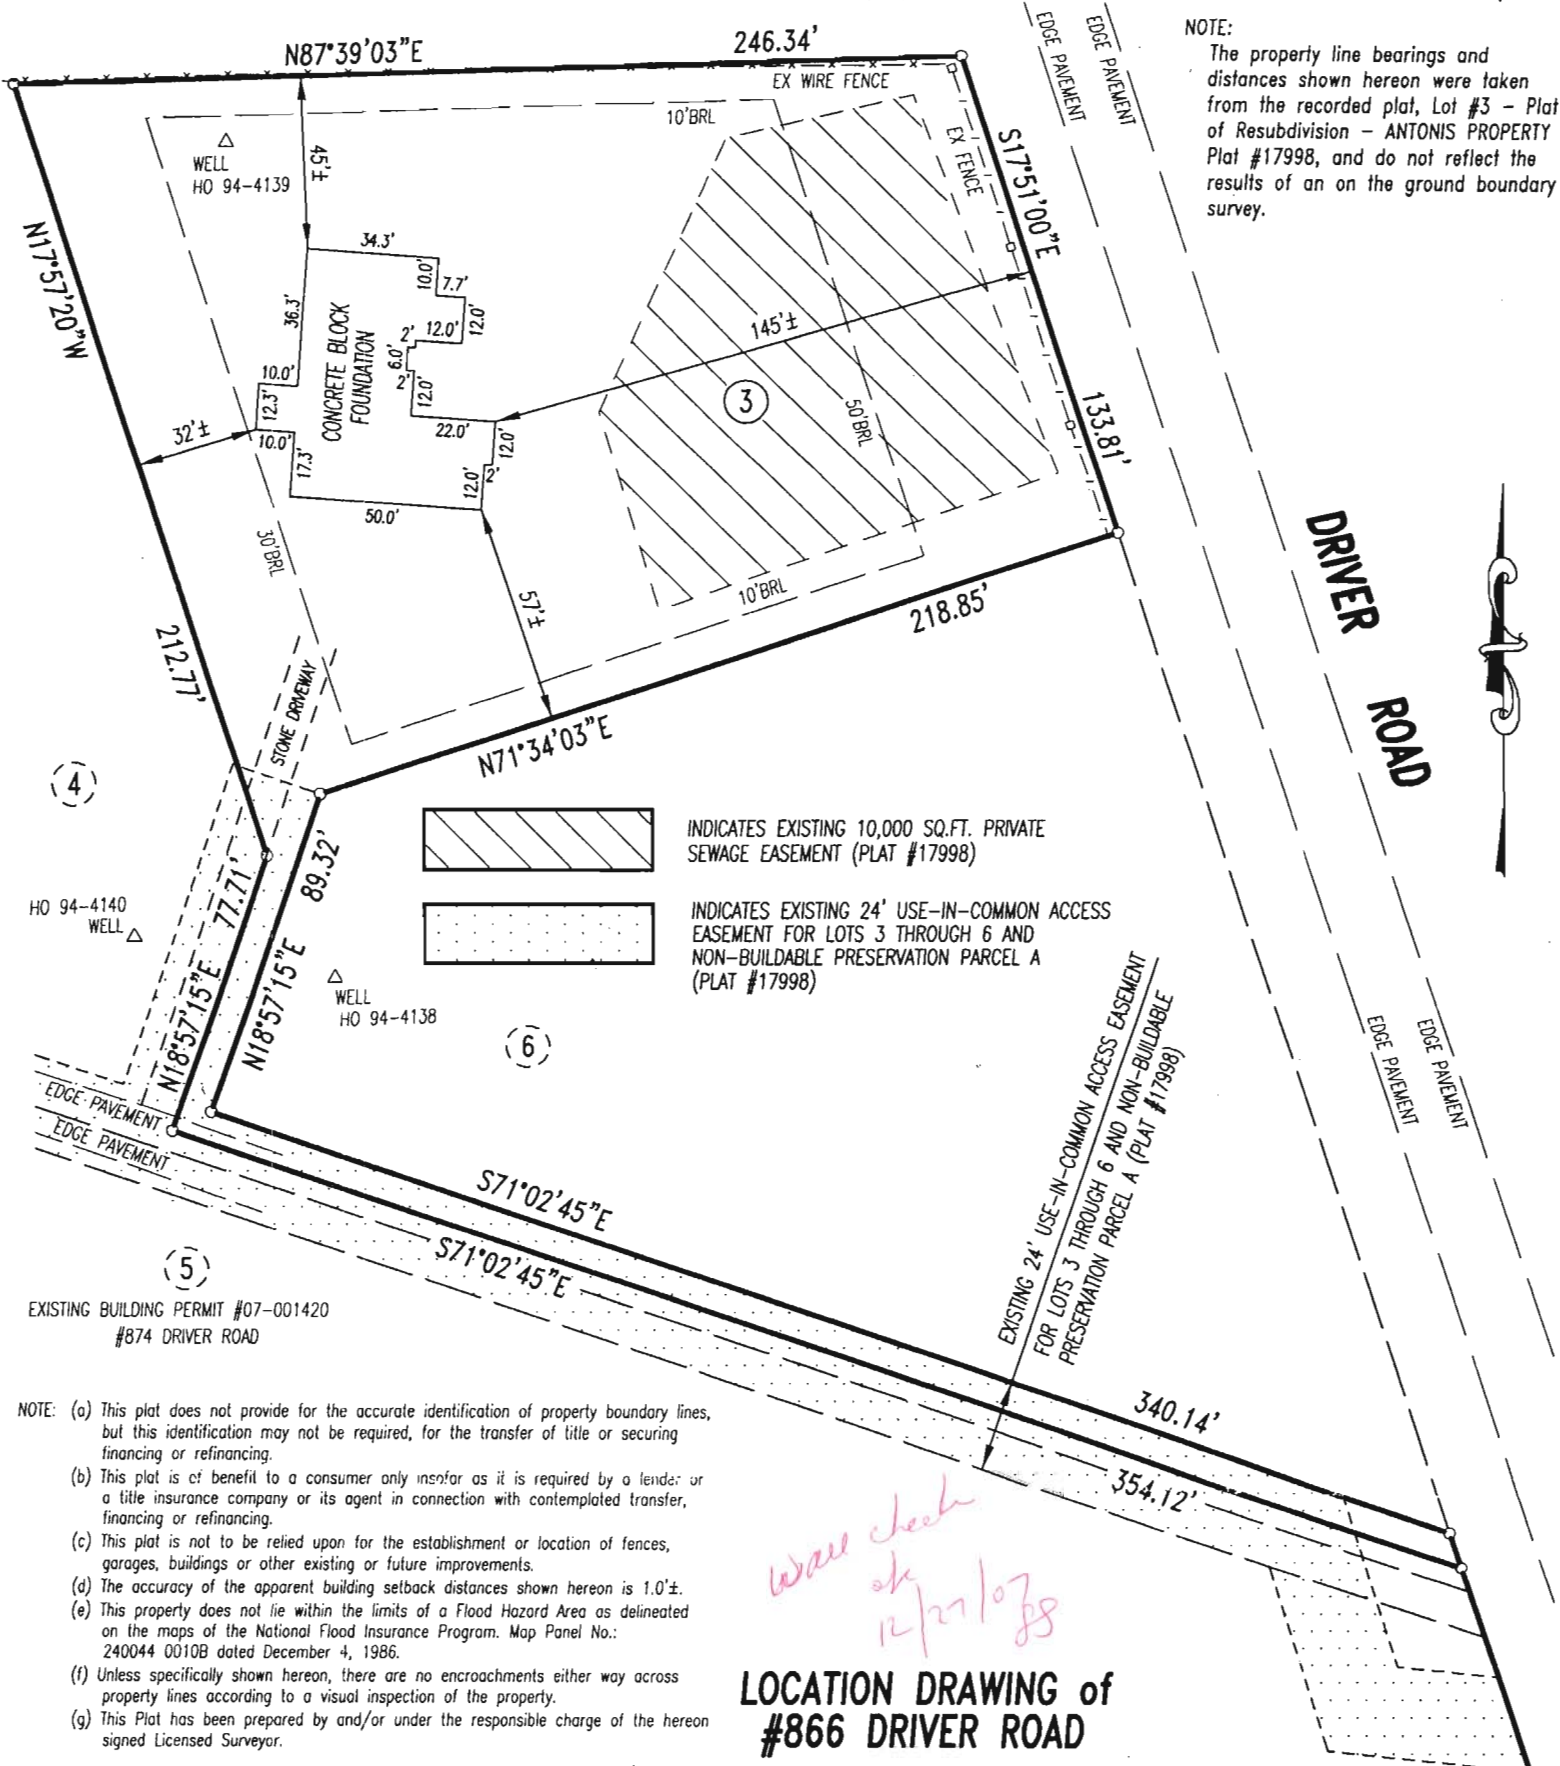 N87°39'03"E
246.34'
EX WIRE FENCE
10'BRL
EDGE PAVEMENT
EDGE PAVEMENT
NOTE:
The property line bearings and
distances shown hereon were taken
from the recorded plat, Lot #3 - Plat
of Resubdivision - ANTONIS PROPERTY
Plat #17998, and do not reflect the
results of an on the ground boundary
survey.
WELL
HO 94-4139
45'±
EX FENCE
S17°51'00"E
133.81'
N17°57'20"W
212.77'
34.3'
10.0'
7.7'
12.0'
12.0'
2'
6.0'
2'
12.0'
36.3'
CONCRETE BLOCK
FOUNDATION
10.0'
12.3'
10.0'
17.3'
22.0'
12.0'
2'
12.0'
50.0'
32'±
145'±
3
50'BRL
30'BRL
57'±
10'BRL
218.85'
N71°34'03"E
DRIVER
ROAD
STONE DRIVEWAY
4
77.71'
N18°57'15"E
89.32'
N18°57'15"E
INDICATES EXISTING 10,000 SQ.FT. PRIVATE
SEWAGE EASEMENT (PLAT #17998)
INDICATES EXISTING 24' USE-IN-COMMON ACCESS
EASEMENT FOR LOTS 3 THROUGH 6 AND
NON-BUILDABLE PRESERVATION PARCEL A
(PLAT #17998)
HO 94-4140
WELL
WELL
HO 94-4138
6
EDGE PAVEMENT
EDGE PAVEMENT
EDGE PAVEMENT
EDGE PAVEMENT
EXISTING 24' USE-IN-COMMON ACCESS EASEMENT
FOR LOTS 3 THROUGH 6 AND NON-BUILDABLE
PRESERVATION PARCEL A (PLAT #17998)
S71°02'45"E
S71°02'45"E
340.14'
354.12'
5
EXISTING BUILDING PERMIT #07-001420
#874 DRIVER ROAD
NOTE: (a) This plat does not provide for the accurate identification of property boundary lines,
but this identification may not be required, for the transfer of title or securing
financing or refinancing.
(b) This plat is of benefit to a consumer only insofar as it is required by a lender or
a title insurance company or its agent in connection with contemplated transfer,
financing or refinancing.
(c) This plat is not to be relied upon for the establishment or location of fences,
garages, buildings or other existing or future improvements.
(d) The accuracy of the apparent building setback distances shown hereon is 1.0'±.
(e) This property does not lie within the limits of a Flood Hazard Area as delineated
on the maps of the National Flood Insurance Program. Map Panel No.:
240044 0010B dated December 4, 1986.
(f) Unless specifically shown hereon, there are no encroachments either way across
property lines according to a visual inspection of the property.
(g) This Plat has been prepared by and/or under the responsible charge of the hereon
signed Licensed Surveyor.
Wall check
ok
12/27/07
LOCATION DRAWING of
#866 DRIVER ROAD